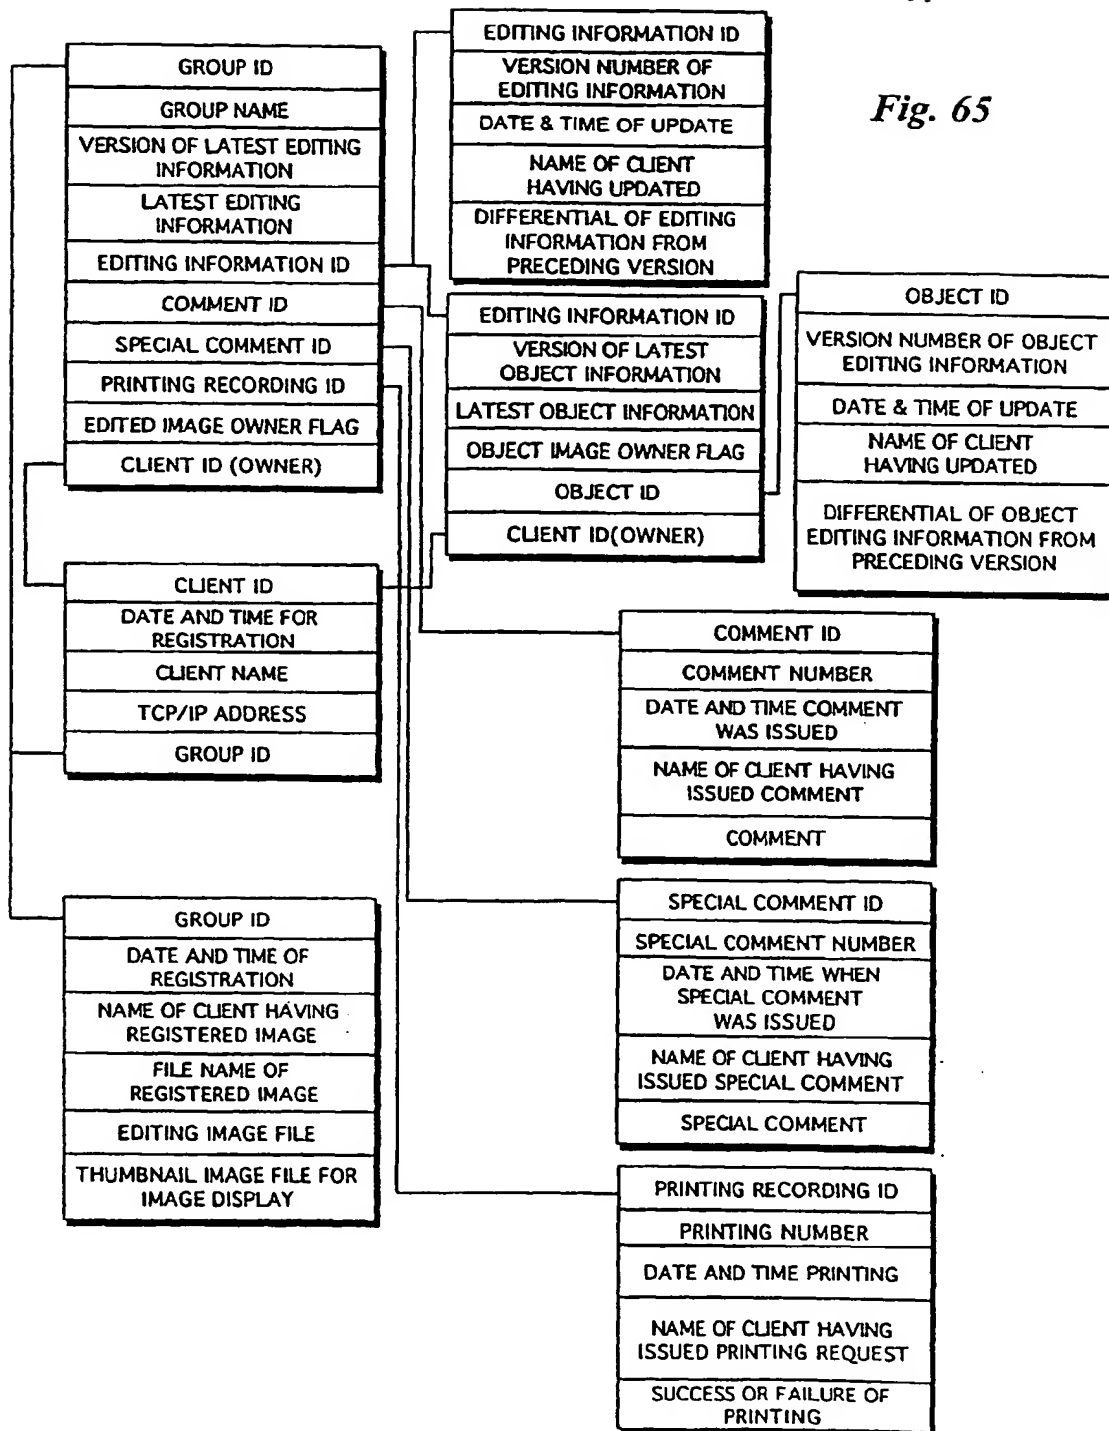 Fig. 65
GROUP ID
GROUP NAME
VERSION OF LATEST EDITING
INFORMATION
LATEST EDITING
INFORMATION
EDITING INFORMATION ID
COMMENT ID
SPECIAL COMMENT ID
PRINTING RECORDING ID
EDITED IMAGE OWNER FLAG
CLIENT ID (OWNER)
CLIENT ID
DATE AND TIME FOR
REGISTRATION
CLIENT NAME
TCP/IP ADDRESS
GROUP ID
GROUP ID
DATE AND TIME OF
REGISTRATION
NAME OF CLIENT HAVING
REGISTERED IMAGE
FILE NAME OF
REGISTERED IMAGE
EDITING IMAGE FILE
THUMBNAIL IMAGE FILE FOR
IMAGE DISPLAY
EDITING INFORMATION ID
VERSION NUMBER OF
EDITING INFORMATION
DATE & TIME OF UPDATE
NAME OF CLIENT
HAVING UPDATED
DIFFERENTIAL OF EDITING
INFORMATION FROM
PRECEDING VERSION
EDITING INFORMATION ID
VERSION OF LATEST
OBJECT INFORMATION
LATEST OBJECT INFORMATION
OBJECT IMAGE OWNER FLAG
OBJECT ID
CLIENT ID(OWNER)
OBJECT ID
VERSION NUMBER OF OBJECT
EDITING INFORMATION
DATE & TIME OF UPDATE
NAME OF CLIENT
HAVING UPDATED
DIFFERENTIAL OF OBJECT
EDITING INFORMATION FROM
PRECEDING VERSION
COMMENT ID
COMMENT NUMBER
DATE AND TIME COMMENT
WAS ISSUED
NAME OF CLIENT HAVING
ISSUED COMMENT
COMMENT
SPECIAL COMMENT ID
SPECIAL COMMENT NUMBER
DATE AND TIME WHEN
SPECIAL COMMENT
WAS ISSUED
NAME OF CLIENT HAVING
ISSUED SPECIAL COMMENT
SPECIAL COMMENT
PRINTING RECORDING ID
PRINTING NUMBER
DATE AND TIME PRINTING
NAME OF CLIENT HAVING
ISSUED PRINTING REQUEST
SUCCESS OR FAILURE OF
PRINTING